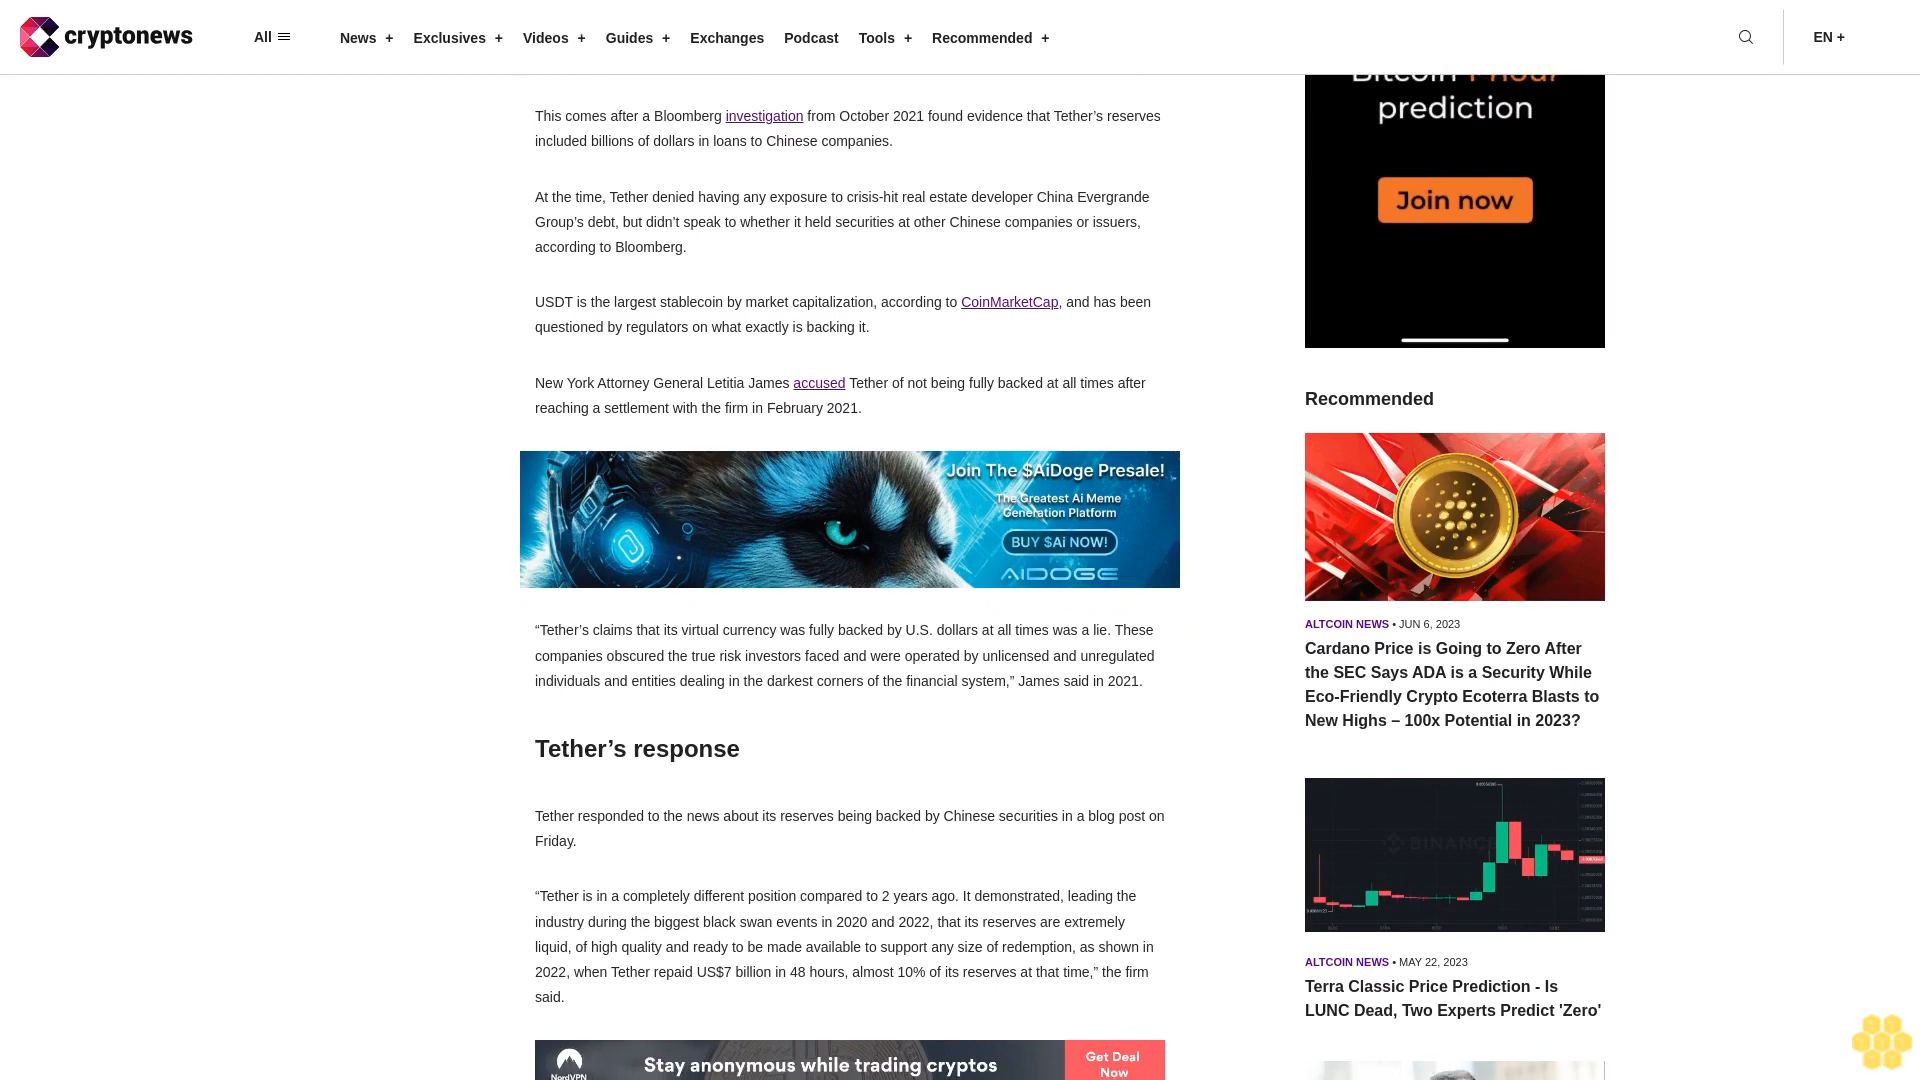 cryptonews
All
News +
Exclusives +
Videos +
Guides +
Exchanges
Podcast
Tools +
Recommended +
EN +
This comes after a Bloomberg investigation from October 2021 found evidence that Tether’s reserves
included billions of dollars in loans to Chinese companies.
At the time, Tether denied having any exposure to crisis-hit real estate developer China Evergrande
Group’s debt, but didn’t speak to whether it held securities at other Chinese companies or issuers,
according to Bloomberg.
USDT is the largest stablecoin by market capitalization, according to CoinMarketCap, and has been
questioned by regulators on what exactly is backing it.
New York Attorney General Letitia James accused Tether of not being fully backed at all times after
reaching a settlement with the firm in February 2021.
Join The $AiDoge Presale!
The Greatest Ai Meme
Generation Platform
BUY $Ai NOW!
AIDOGE
“Tether’s claims that its virtual currency was fully backed by U.S. dollars at all times was a lie. These
companies obscured the true risk investors faced and were operated by unlicensed and unregulated
individuals and entities dealing in the darkest corners of the financial system,” James said in 2021.
Tether’s response
Tether responded to the news about its reserves being backed by Chinese securities in a blog post on
Friday.
“Tether is in a completely different position compared to 2 years ago. It demonstrated, leading the
industry during the biggest black swan events in 2020 and 2022, that its reserves are extremely
liquid, of high quality and ready to be made available to support any size of redemption, as shown in
2022, when Tether repaid US$7 billion in 48 hours, almost 10% of its reserves at that time,” the firm
said.
NordVPN
Stay anonymous while trading cryptos
Get Deal
Now
Bitcoin 1 hour
prediction
Join now
Recommended
ALTCOIN NEWS • JUN 6, 2023
Cardano Price is Going to Zero After
the SEC Says ADA is a Security While
Eco-Friendly Crypto Ecoterra Blasts to
New Highs – 100x Potential in 2023?
BINANCE
ALTCOIN NEWS • MAY 22, 2023
Terra Classic Price Prediction - Is
LUNC Dead, Two Experts Predict 'Zero'